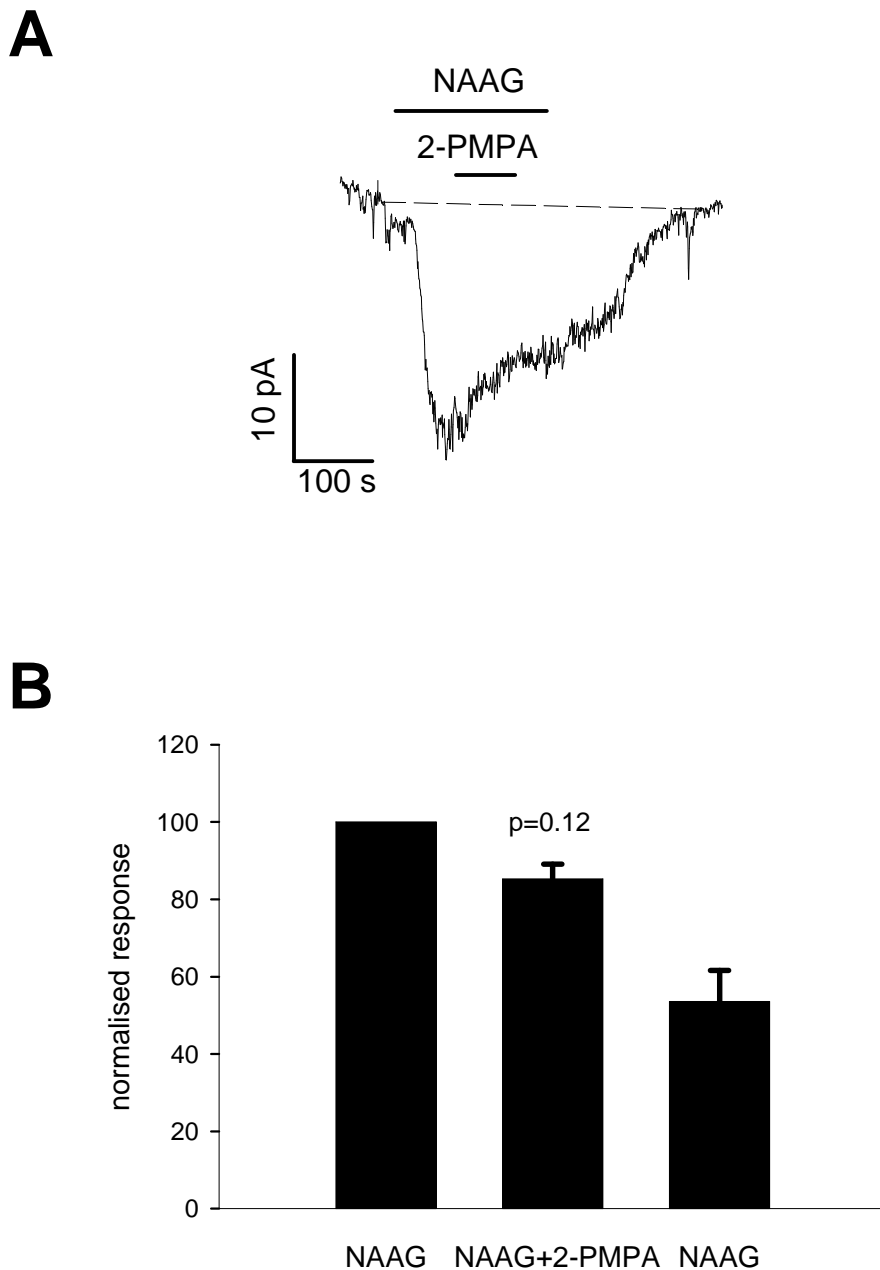 A
NAAG
2-PMPA
10 pA
100 s
B
120
100
80
60
40
20
0
normalised response
p=0.12
NAAG NAAG+2-PMPA NAAG